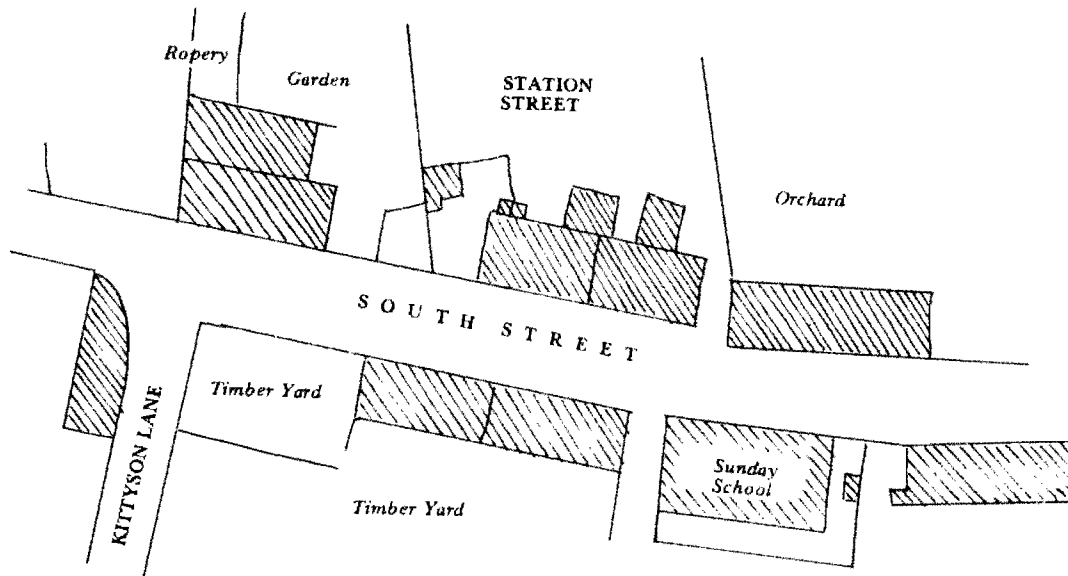 Ropery
Garden
STATION
STREET
Orchard
SOUTH STREET
Timber Yard
KITTYSON LANE
Sunday
School
Timber Yard